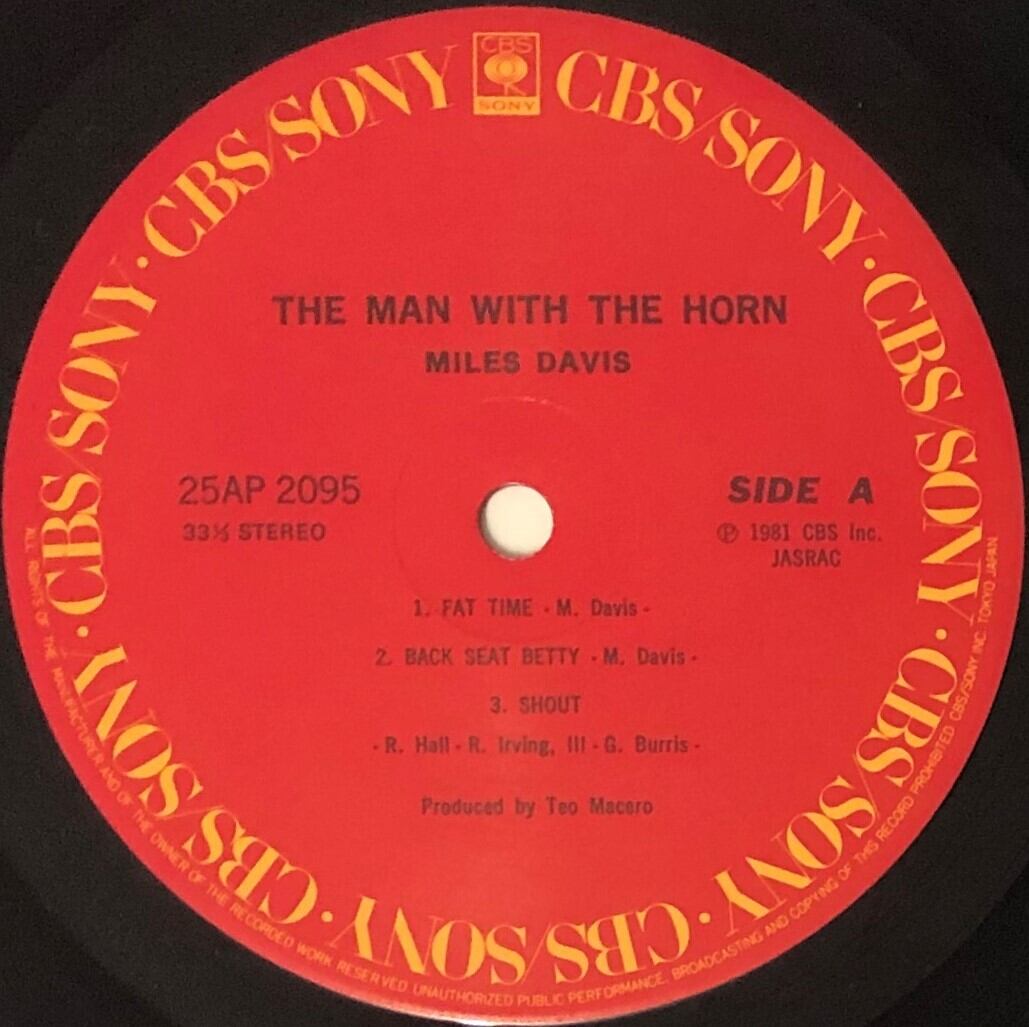 CBS
SONY
CBS/SONY · CBS/SONY · CBS/SONY · CBS/SONY · CBS/SONY · CBS/SONY · CBS/SONY · CBS/SONY
THE MAN WITH THE HORN
MILES DAVIS
25AP 2095
33⅓ STEREO
SIDE A
℗ 1981 CBS Inc.
JASRAC
1. FAT TIME - M. Davis -
2. BACK SEAT BETTY - M. Davis -
3. SHOUT
- R. Hall - R. Irving, III - G. Burris -
Produced by Teo Macero
ALL RIGHTS OF THE MANUFACTURER AND OF THE OWNER OF THE RECORDED WORK RESERVED UNAUTHORIZED PUBLIC PERFORMANCE, BROADCASTING AND COPYING OF THIS RECORD PROHIBITED CBS/SONY INC. TOKYO JAPAN